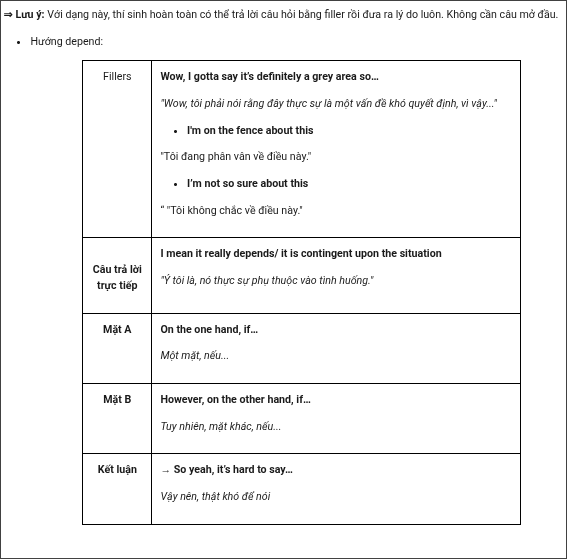 ⇒ Lưu ý: Với dạng này, thí sinh hoàn toàn có thể trả lời câu hỏi bằng filler rồi đưa ra lý do luôn. Không cần câu mở đầu.
• Hướng depend:
Fillers
Wow, I gotta say it's definitely a grey area so...
"Wow, tôi phải nói rằng đây thực sự là một vấn đề khó quyết định, vì vậy..."
• I'm on the fence about this
"Tôi đang phân vân về điều này."
• I'm not so sure about this
“ "Tôi không chắc về điều này."
Câu trả lời
trực tiếp
I mean it really depends/ it is contingent upon the situation
"Ý tôi là, nó thực sự phụ thuộc vào tình huống."
Mặt A
On the one hand, if...
Một mặt, nếu...
Mặt B
However, on the other hand, if...
Tuy nhiên, mặt khác, nếu...
Kết luận
→ So yeah, it's hard to say...
Vậy nên, thật khó để nói